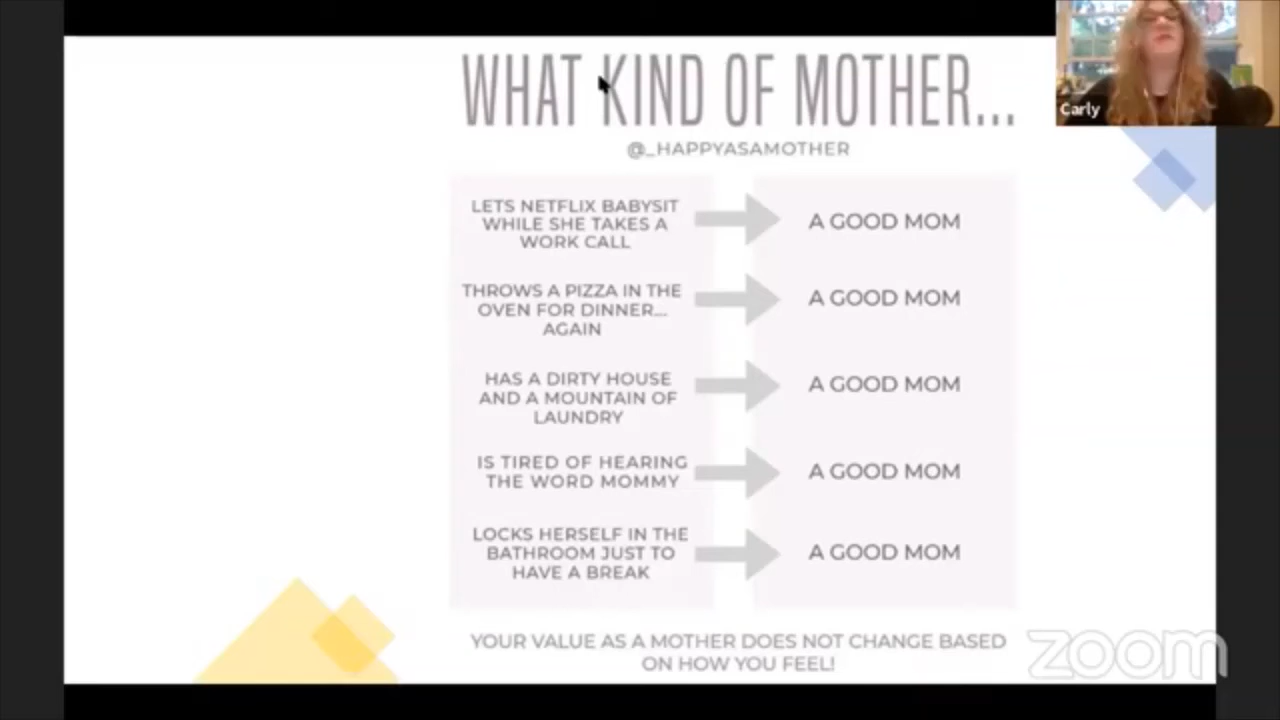 WHAT KIND OF MOTHER...
@_HAPPYASAMOTHER
LETS NETFLIX BABYSIT
WHILE SHE TAKES A
WORK CALL
A GOOD MOM
THROWS A PIZZA IN THE
OVEN FOR DINNER...
AGAIN
A GOOD MOM
HAS A DIRTY HOUSE
AND A MOUNTAIN OF
LAUNDRY
A GOOD MOM
IS TIRED OF HEARING
THE WORD MOMMY
A GOOD MOM
LOCKS HERSELF IN THE
BATHROOM JUST TO
HAVE A BREAK
A GOOD MOM
YOUR VALUE AS A MOTHER DOES NOT CHANGE BASED
ON HOW YOU FEEL!
Carly
zoom